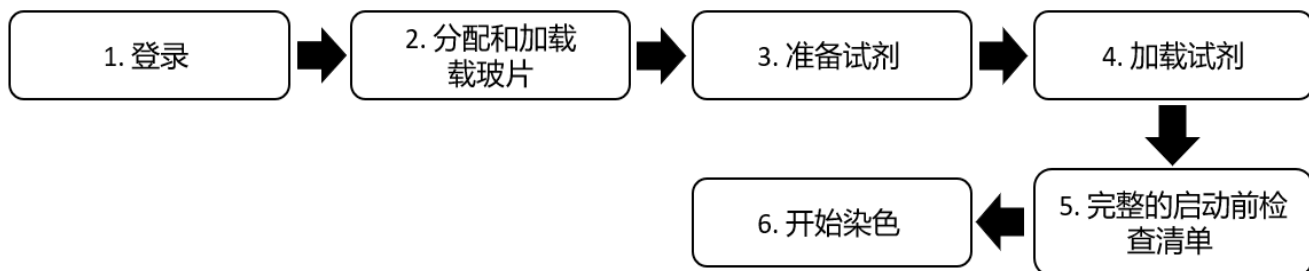 1. 登录
2. 分配和加载
载玻片
3. 准备试剂
4. 加载试剂
5. 完整的启动前检
查清单
6. 开始染色